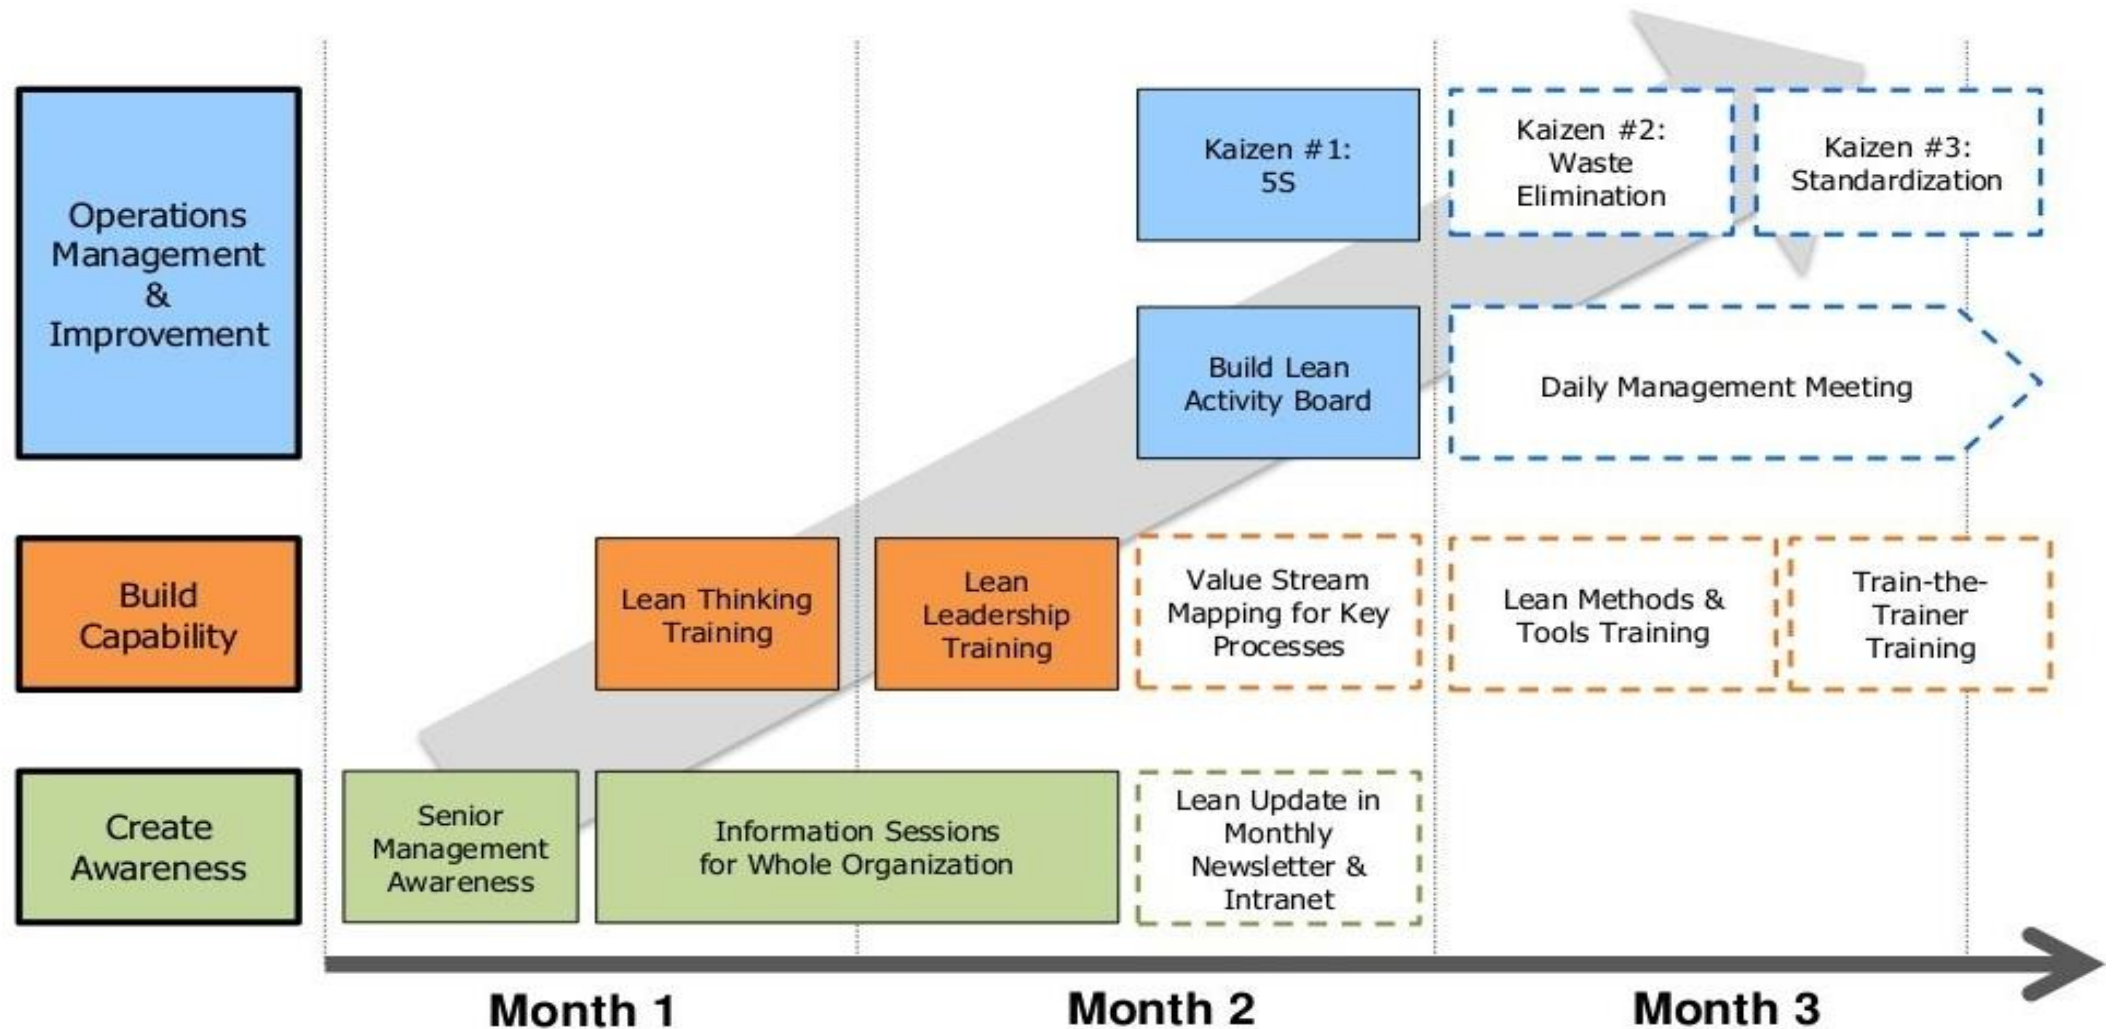 Operations
Management
&
Improvement
Kaizen #1:
5S
Kaizen #2:
Waste
Elimination
Kaizen #3:
Standardization
Build Lean
Activity Board
Daily Management Meeting
Build
Capability
Lean Thinking
Training
Lean
Leadership
Training
Value Stream
Mapping for Key
Processes
Lean Methods &
Tools Training
Train-the-
Trainer
Training
Create
Awareness
Senior
Management
Awareness
Information Sessions
for Whole Organization
Lean Update in
Monthly
Newsletter &
Intranet
Month 1
Month 2
Month 3